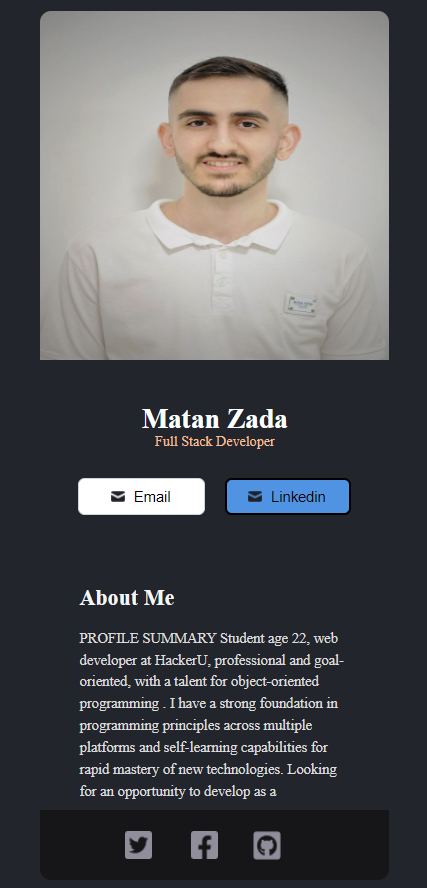 Matan Zada
Full Stack Developer
Email
Linkedin
About Me
PROFILE SUMMARY Student age 22, web
developer at HackerU, professional and goal-
oriented, with a talent for object-oriented
programming . I have a strong foundation in
programming principles across multiple
platforms and self-learning capabilities for
rapid mastery of new technologies. Looking
for an opportunity to develop as a